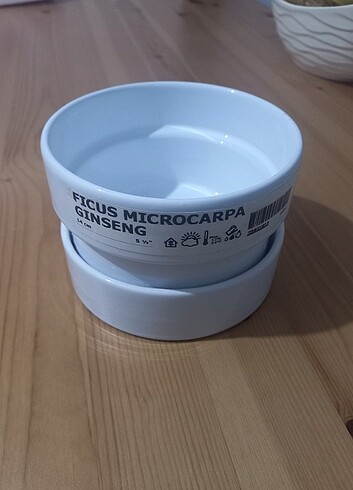 FICUS MICROCARPA
GINSENG
14 cm
5 ½"